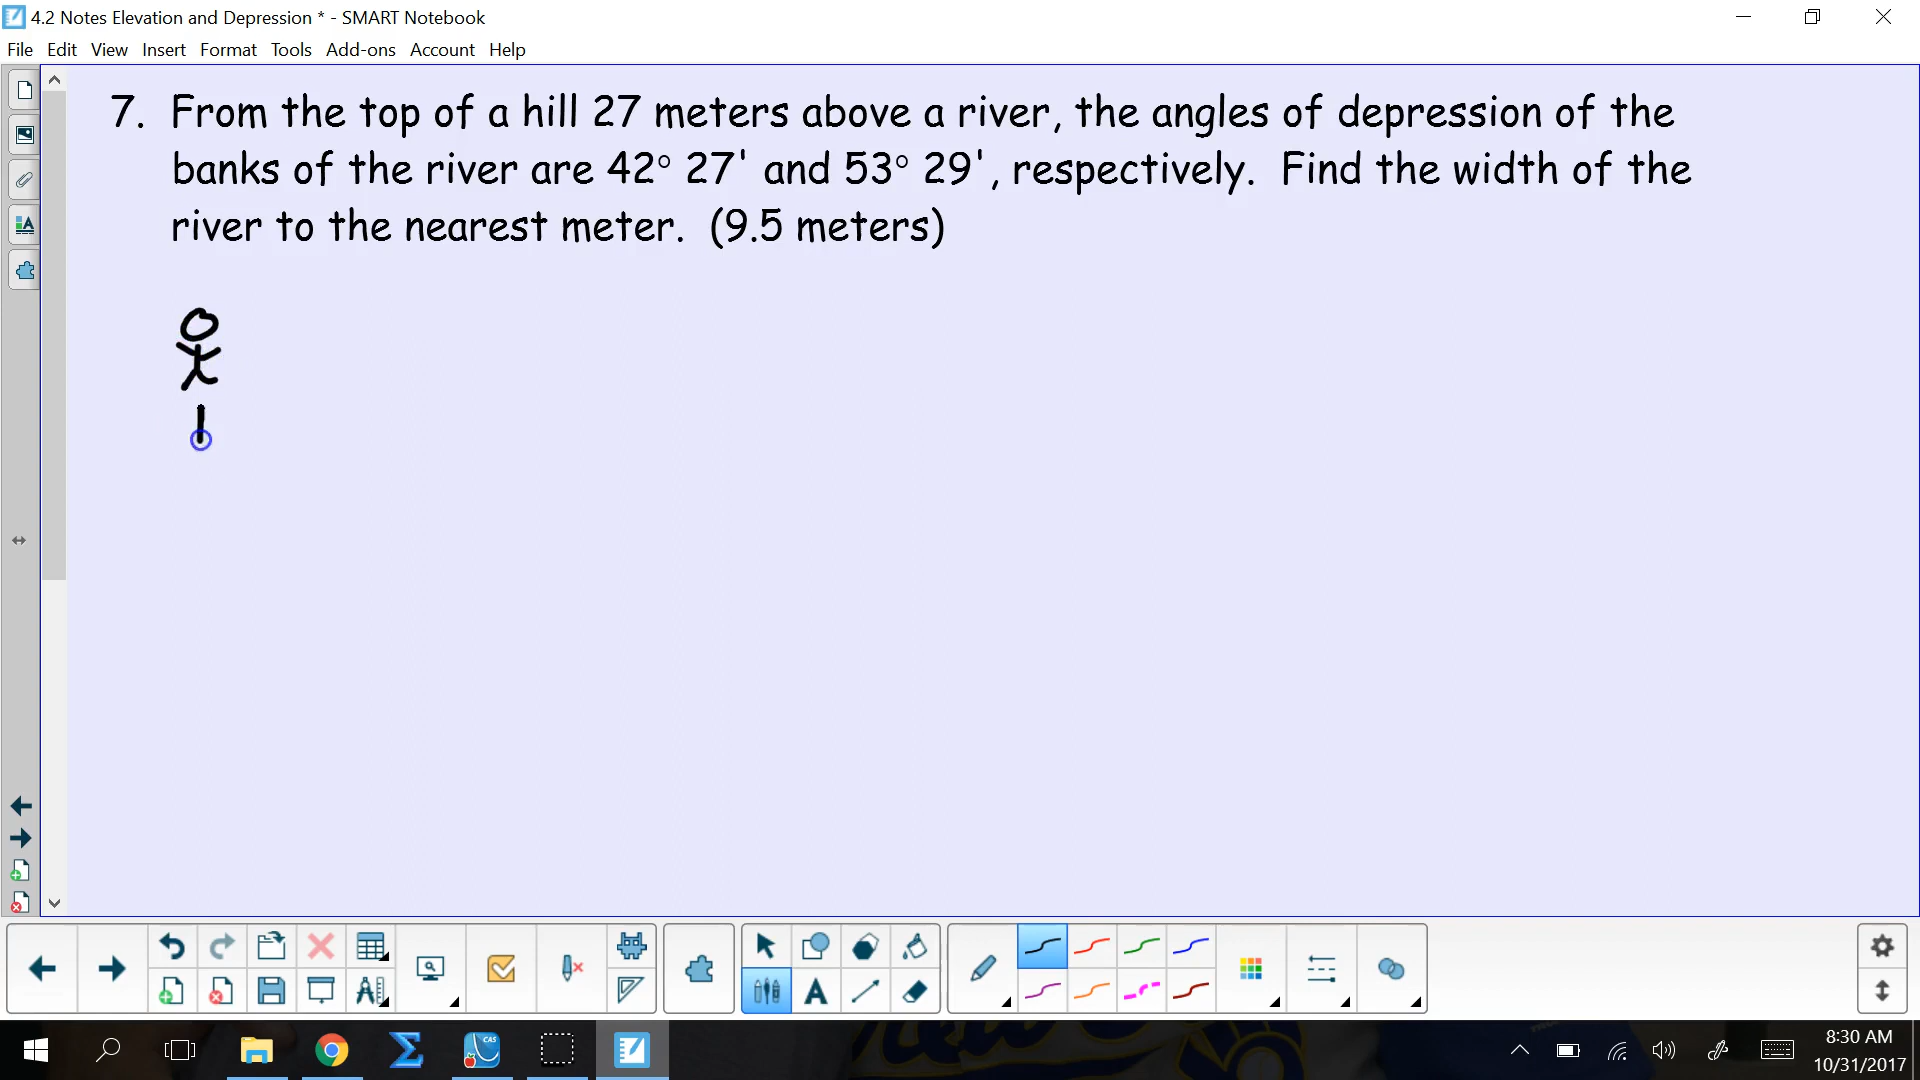 4.2 Notes Elevation and Depression * - SMART Notebook
File Edit View Insert Format Tools Add-ons Account Help
7. From the top of a hill 27 meters above a river, the angles of depression of the
banks of the river are 42° 27' and 53° 29', respectively. Find the width of the
river to the nearest meter. (9.5 meters)
CAS
8:30 AM
10/31/2017